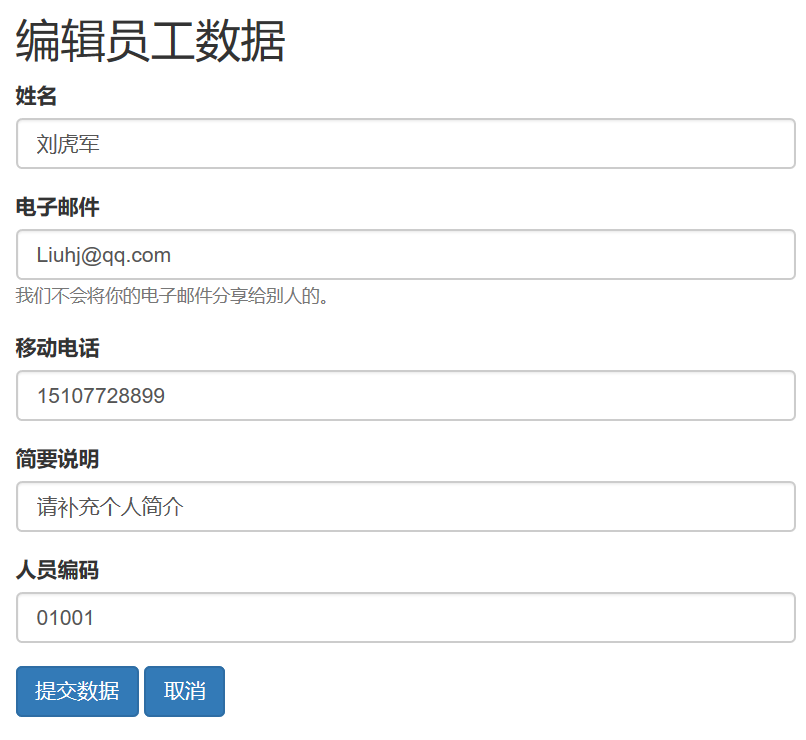 编辑员工数据
姓名
刘虎军
电子邮件
Liuhj@qq.com
我们不会将你的电子邮件分享给别人的。
移动电话
15107728899
简要说明
请补充个人简介
人员编码
01001
提交数据 取消